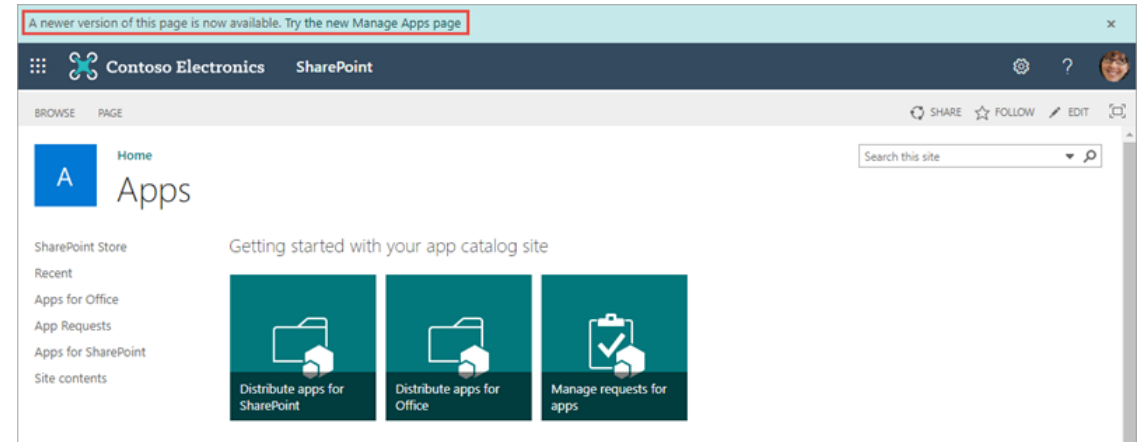 A newer version of this page is now available. Try the new Manage Apps page
Contoso Electronics SharePoint ?
BROWSE PAGE SHARE FOLLOW EDIT
A
Home
Apps
Search this site
SharePoint Store
Recent
Apps for Office
App Requests
Apps for SharePoint
Site contents
Getting started with your app catalog site
Distribute apps for
SharePoint
Distribute apps for
Office
Manage requests for
apps